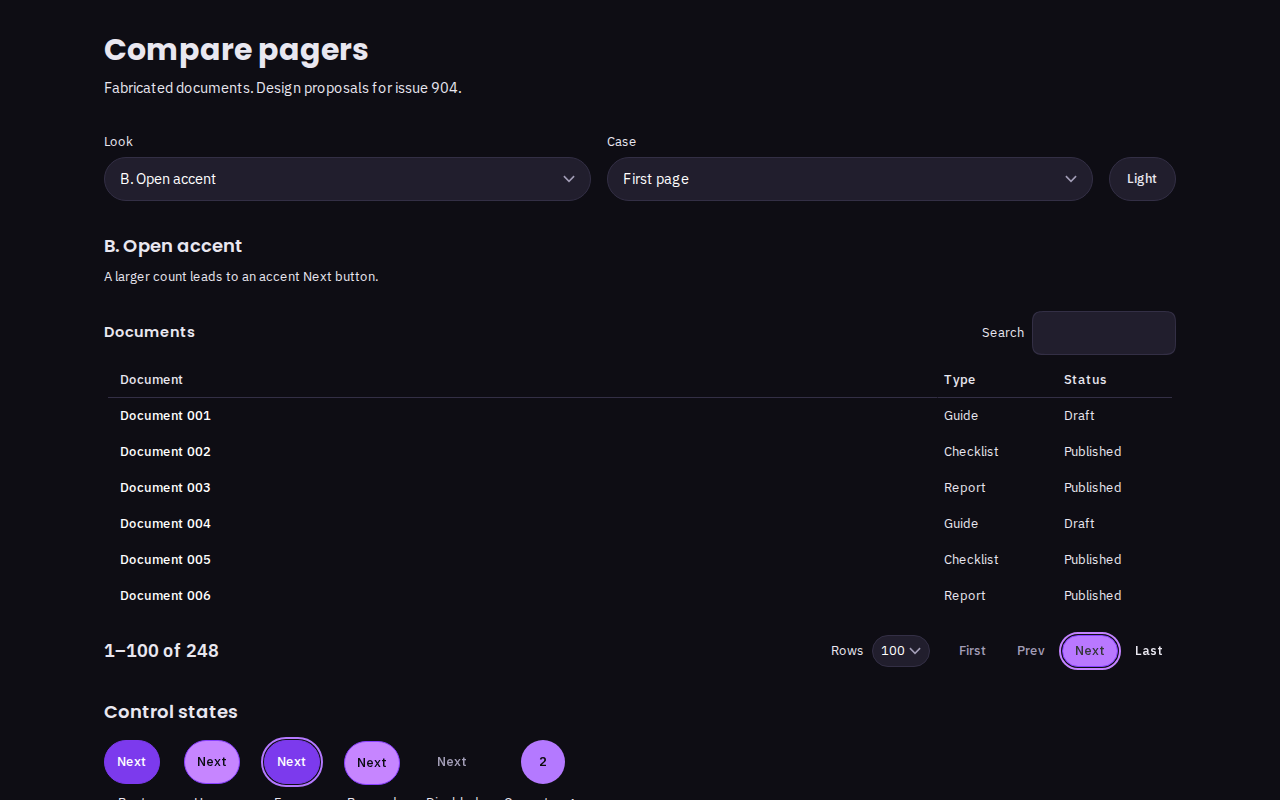 Compare pagers
Fabricated documents. Design proposals for issue 904.
Look
Case
B. Open accent
First page
Light
B. Open accent
A larger count leads to an accent Next button.
Documents
Search
Document Type Status
Document 001 Guide Draft
Document 002 Checklist Published
Document 003 Report Published
Document 004 Guide Draft
Document 005 Checklist Published
Document 006 Report Published
1–100 of 248
Rows 100 First Prev Next Last
Control states
Next Next Next Next Next 2